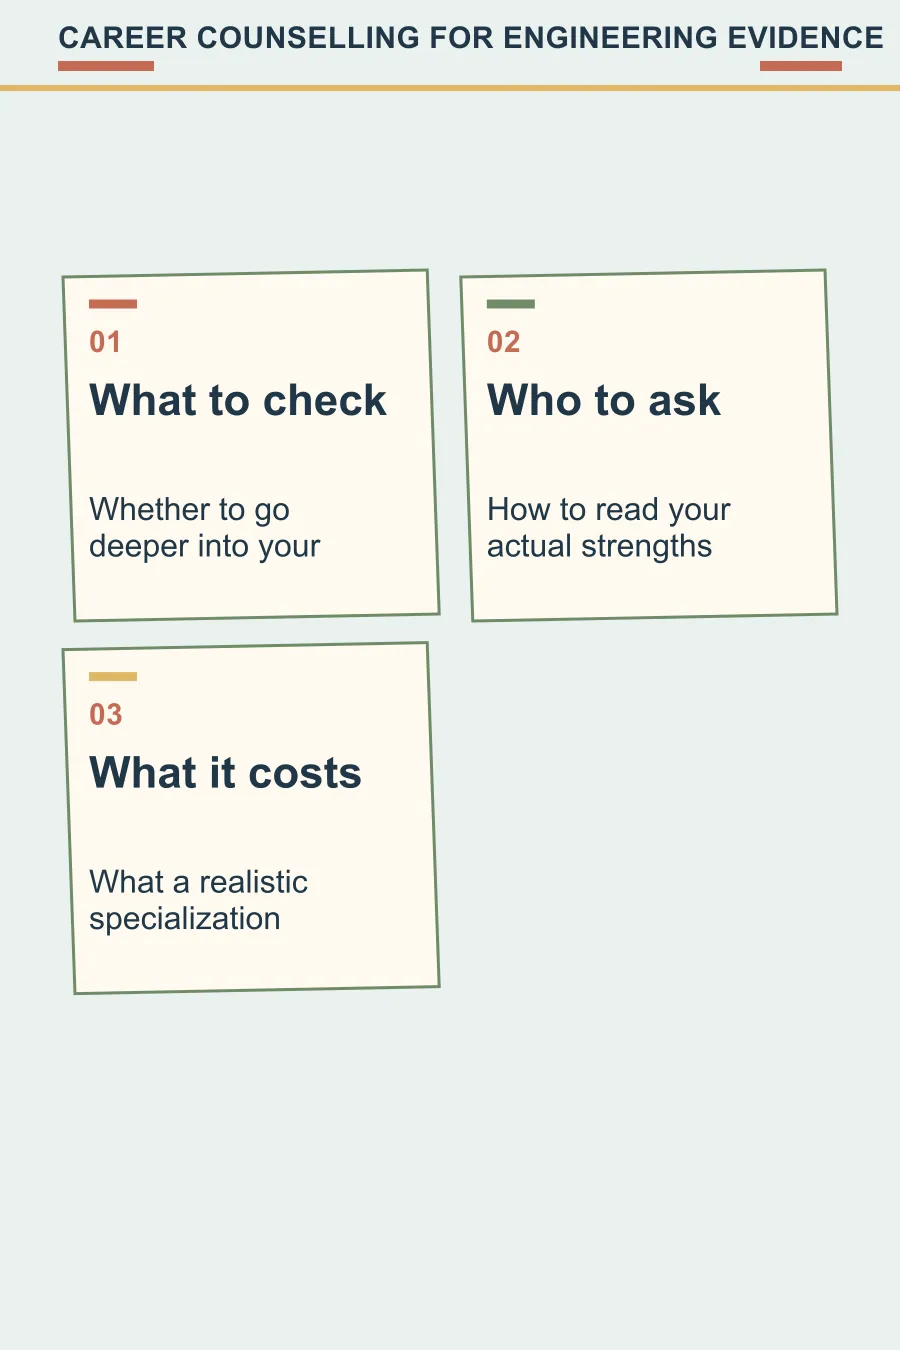 CAREER COUNSELLING FOR ENGINEERING EVIDENCE
01
What to check
Whether to go
deeper into your
02
Who to ask
How to read your
actual strengths
03
What it costs
What a realistic
specialization